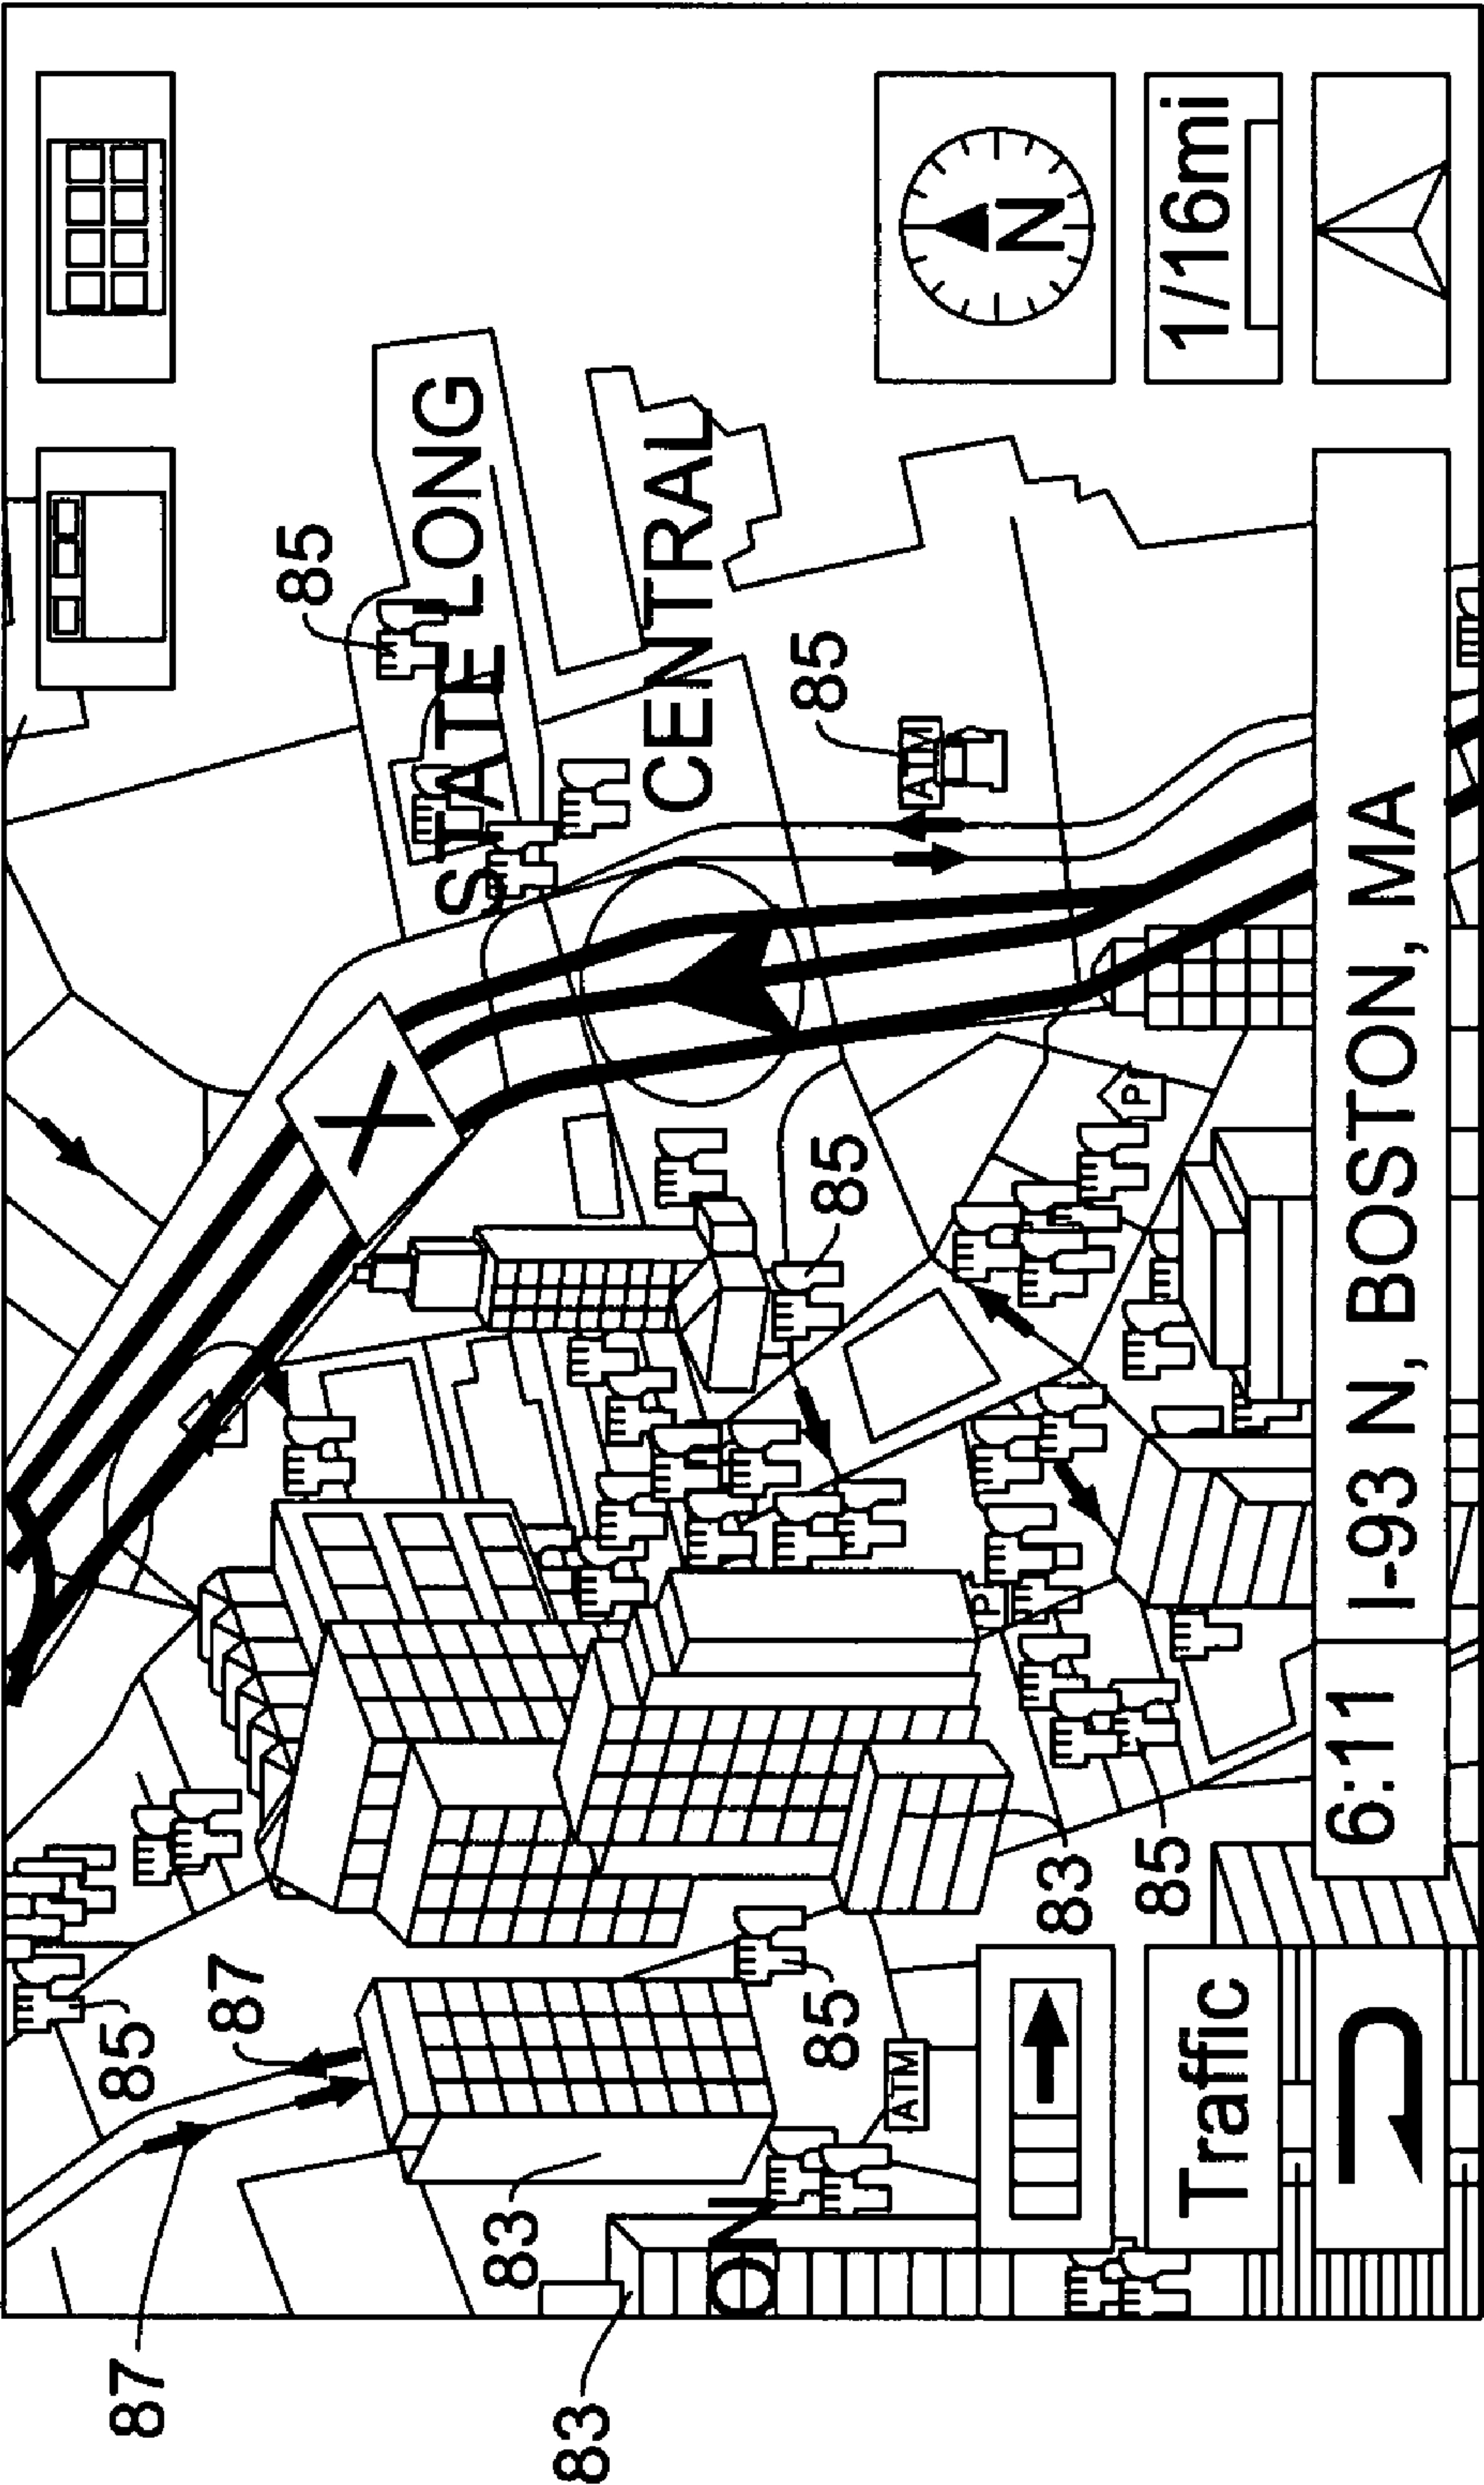 87
85
87
85
83
STATE
LONG
83
CENTRAL
85
85
85
ATM
ATM
P
N
83
P
85
Traffic
1/16mi
6:11
I-93 N, BOSTON, MA